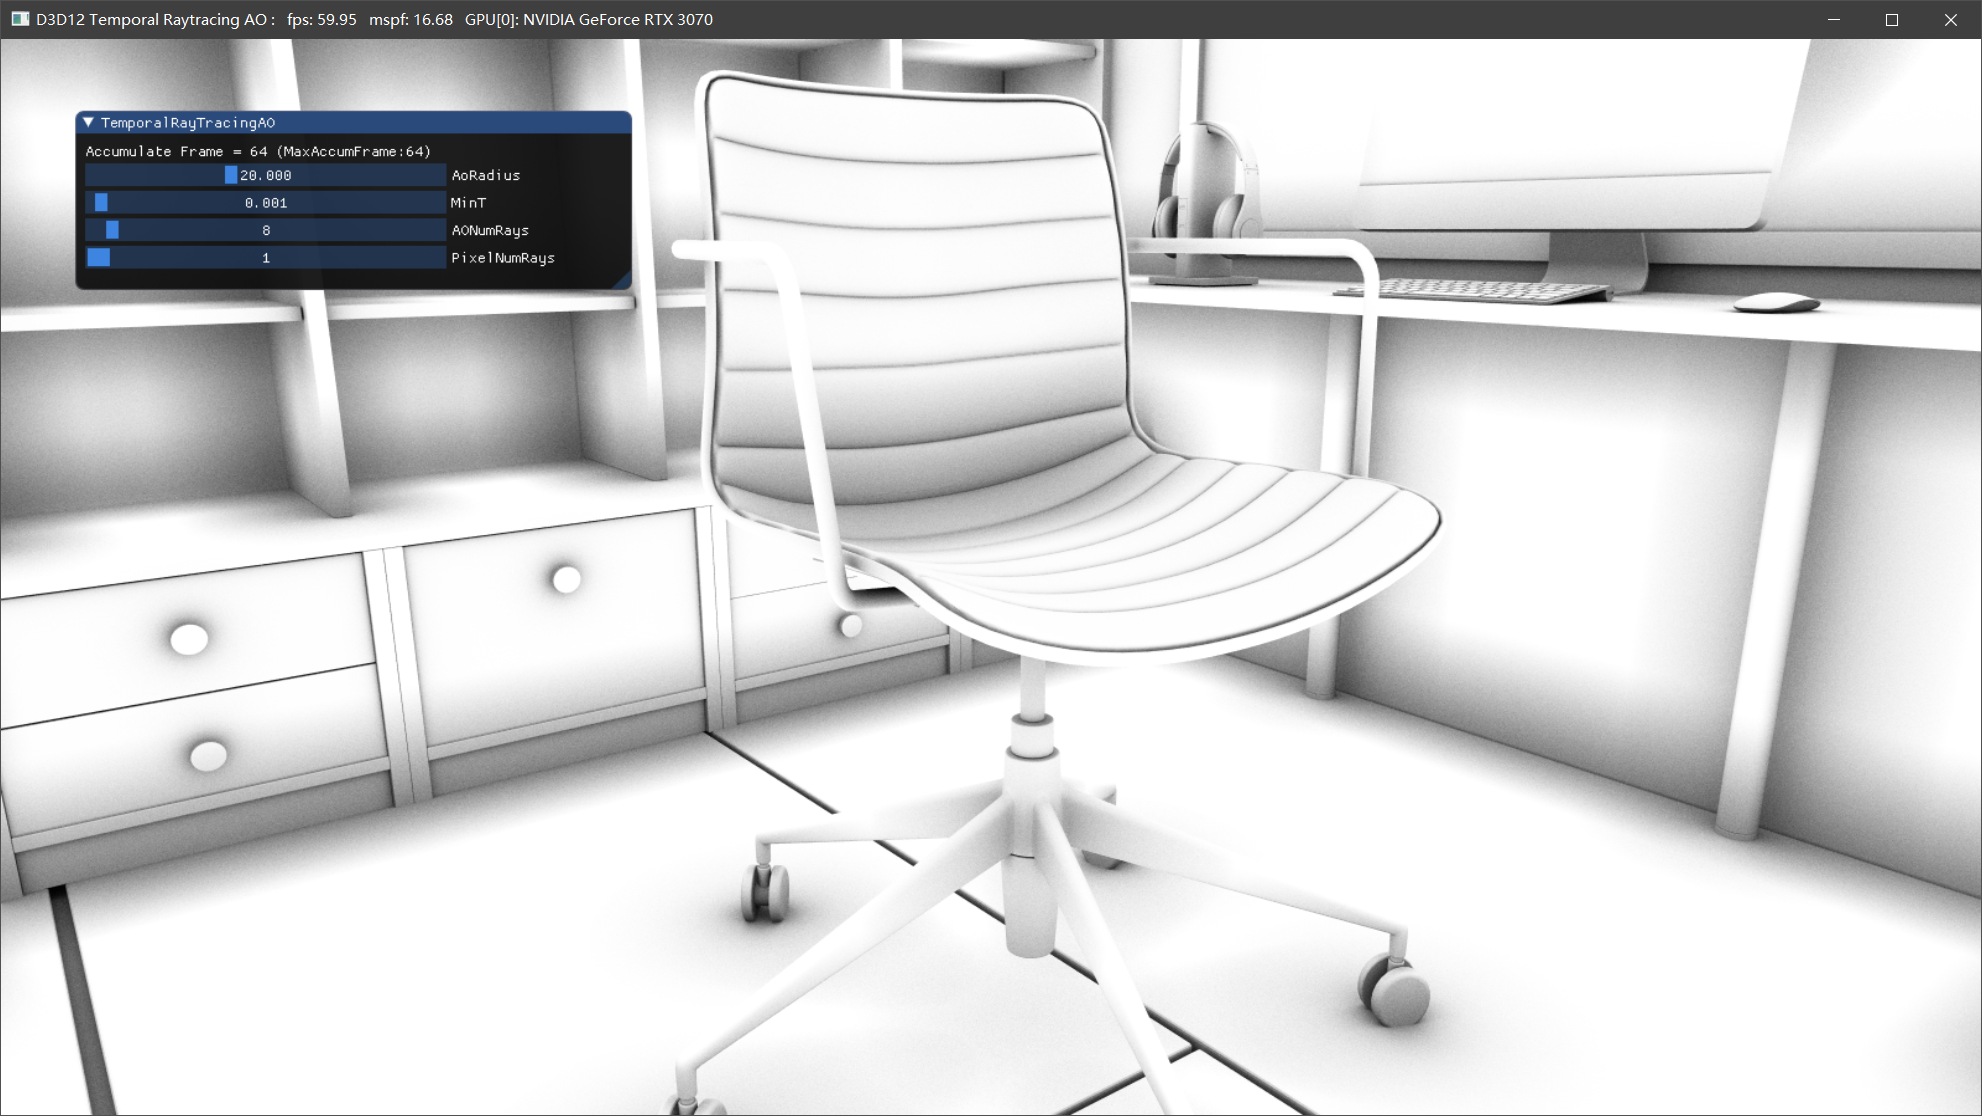 D3D12 Temporal Raytracing AO :   fps: 59.95   mspf: 16.68   GPU[0]: NVIDIA GeForce RTX 3070
TemporalRayTracingAO
Accumulate Frame = 64 (MaxAccumFrame:64)
20.000 AoRadius
0.001 MinT
8 AONumRays
1 PixelNumRays